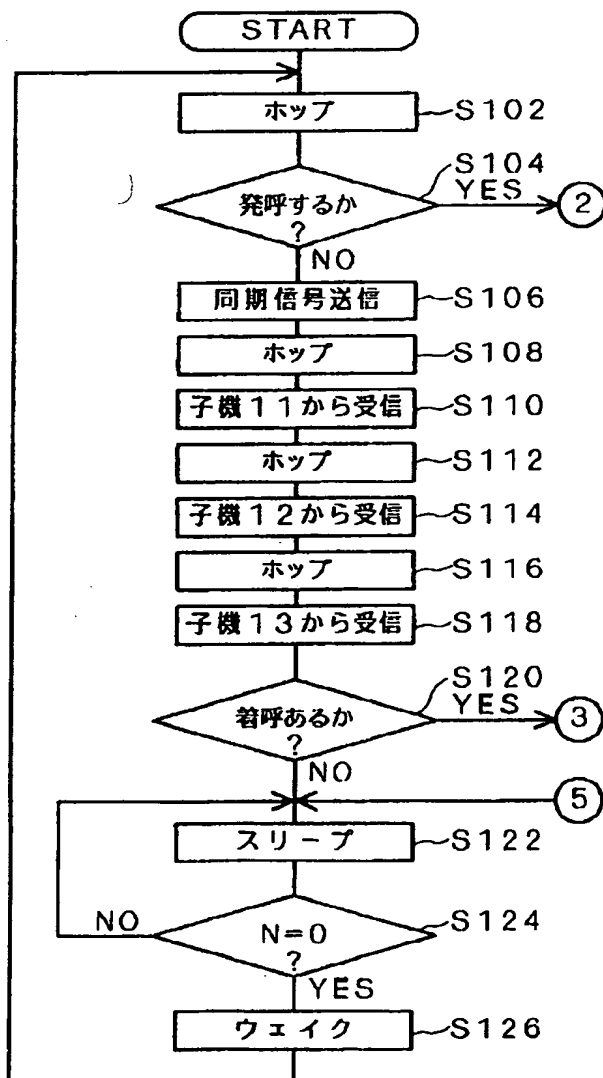 START
ホップ S102
S104
発呼するか
?
YES
2
NO
同期信号送信 S106
ホップ S108
子機11から受信 S110
ホップ S112
子機12から受信 S114
ホップ S116
子機13から受信 S118
S120
着呼あるか
?
YES
3
NO
5
スリープ S122
NO
N=0
?
S124
YES
ウェイク S126